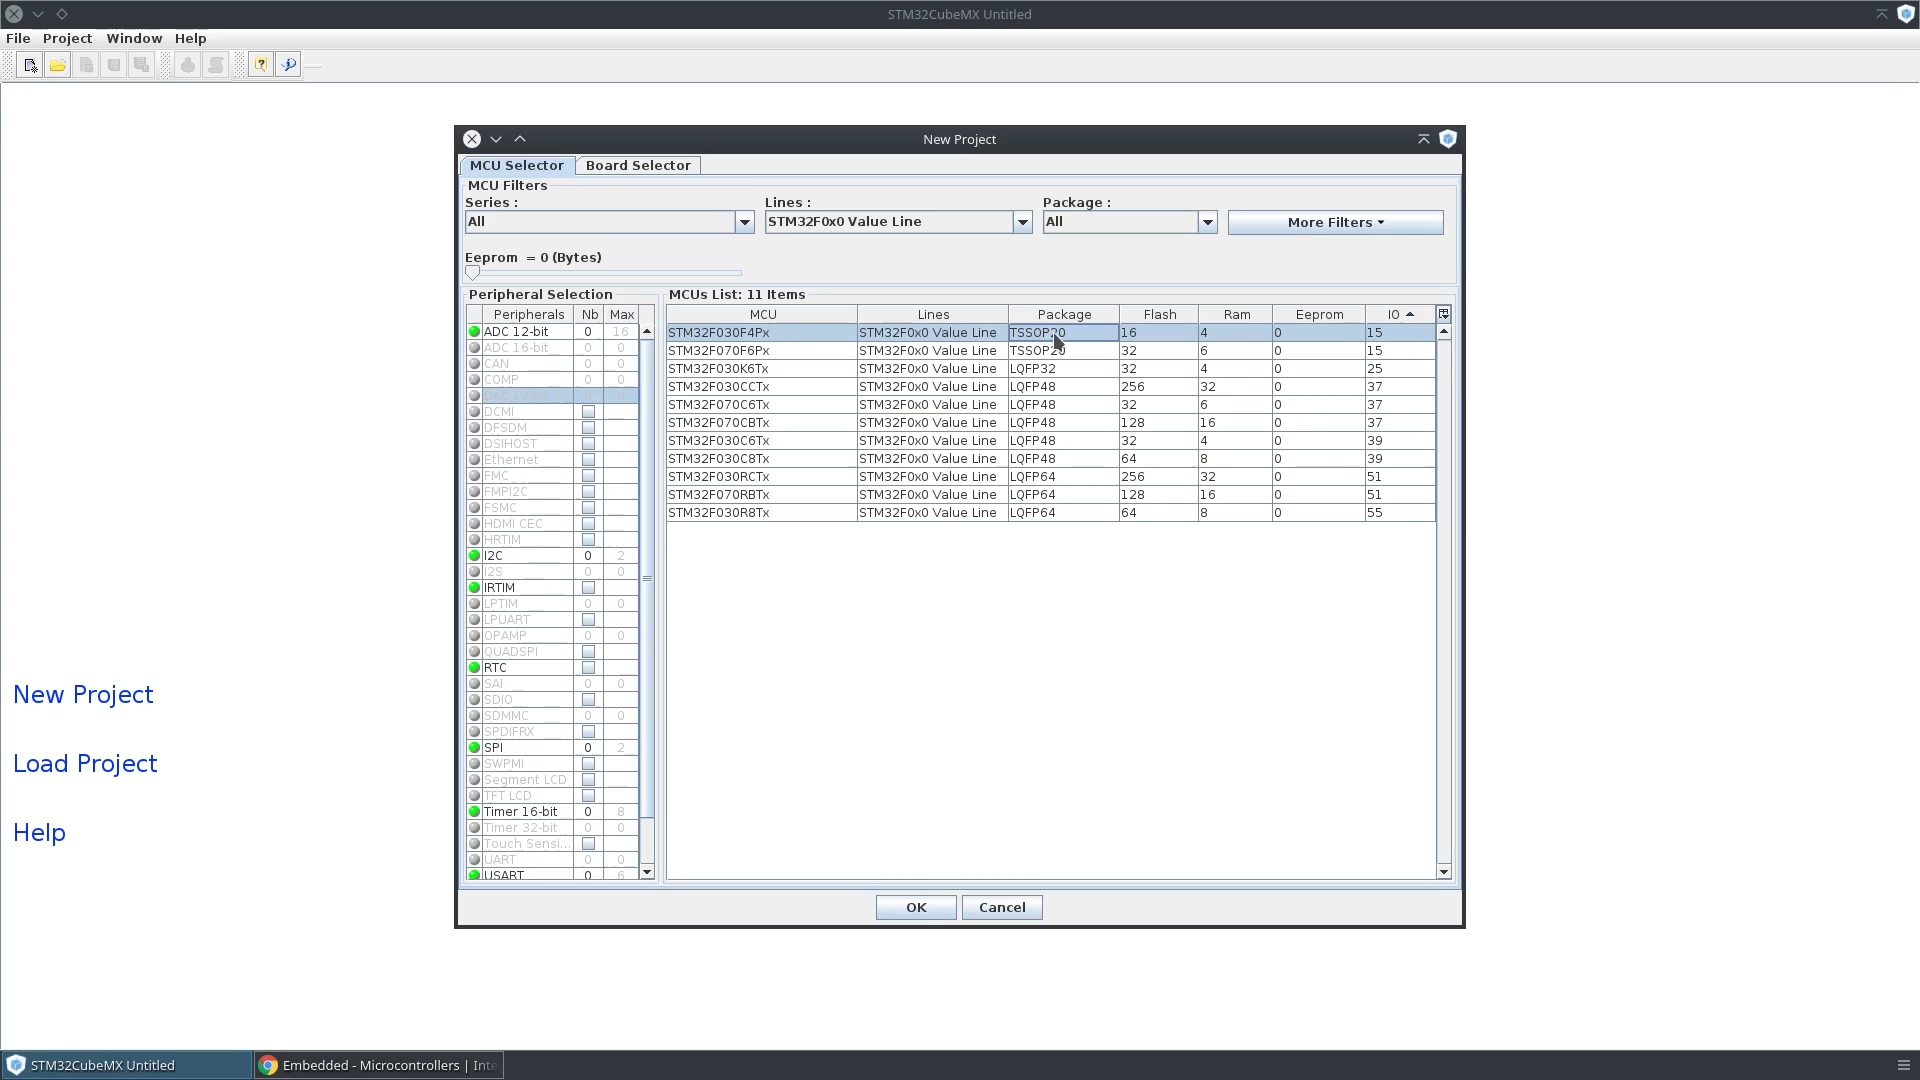 STM32CubeMX Untitled
File Project Window Help
New Project
MCU Selector Board Selector
MCU Filters
Series : Lines : Package :
All STM32F0x0 Value Line All More Filters
Eeprom = 0 (Bytes)
Peripheral Selection
Peripherals Nb Max
ADC 12-bit 0 16
ADC 16-bit 0 0
CAN 0 0
COMP 0 0
DCMI
DFSDM
DSIHOST
Ethernet
FMC
FMPI2C
FSMC
HDMI CEC
HRTIM
I2C 0 2
I2S 0 0
IRTIM
LPTIM 0 0
LPUART
OPAMP 0 0
QUADSPI
RTC
SAI 0 0
SDIO
SDMMC 0 0
SPDIFRX
SPI 0 2
SWPMI
Segment LCD
TFT LCD
Timer 16-bit 0 8
Timer 32-bit 0 0
Touch Sensi...
UART 0 0
USART 0 6
MCUs List: 11 Items
MCU Lines Package Flash Ram Eeprom IO
STM32F030F4Px STM32F0x0 Value Line TSSOP20 16 4 0 15
STM32F070F6Px STM32F0x0 Value Line TSSOP20 32 6 0 15
STM32F030K6Tx STM32F0x0 Value Line LQFP32 32 4 0 25
STM32F030CCTx STM32F0x0 Value Line LQFP48 256 32 0 37
STM32F070C6Tx STM32F0x0 Value Line LQFP48 32 6 0 37
STM32F070CBTx STM32F0x0 Value Line LQFP48 128 16 0 37
STM32F030C6Tx STM32F0x0 Value Line LQFP48 32 4 0 39
STM32F030C8Tx STM32F0x0 Value Line LQFP48 64 8 0 39
STM32F030RCTx STM32F0x0 Value Line LQFP64 256 32 0 51
STM32F070RBTx STM32F0x0 Value Line LQFP64 128 16 0 51
STM32F030R8Tx STM32F0x0 Value Line LQFP64 64 8 0 55
OK Cancel
New Project
Load Project
Help
STM32CubeMX Untitled
Embedded - Microcontrollers | Inte